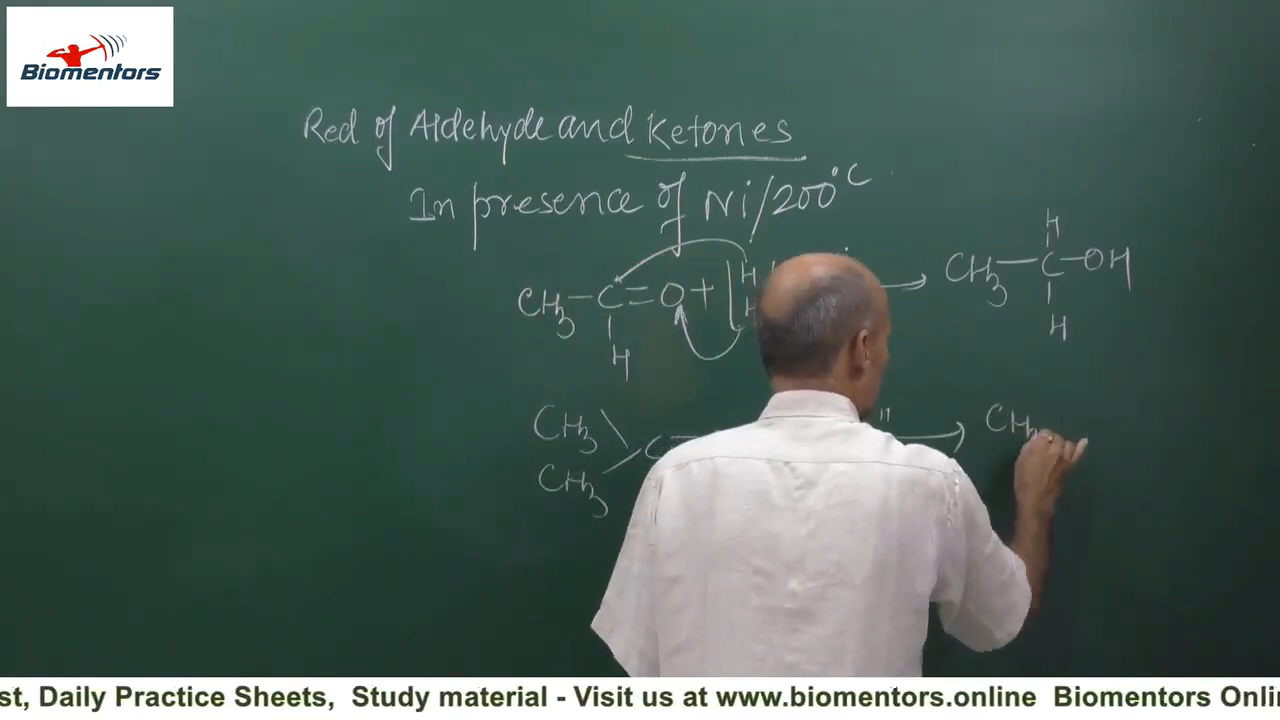 Biomentors
Red of Aldehyde and Ketones
In presence of Ni/200°C
H
CH3—C—OH
H
CH3—C=O+
H
H
H
CH3
CH3
C
"
CH
st, Daily Practice Sheets, Study material - Visit us at www.biomentors.online Biomentors Onli